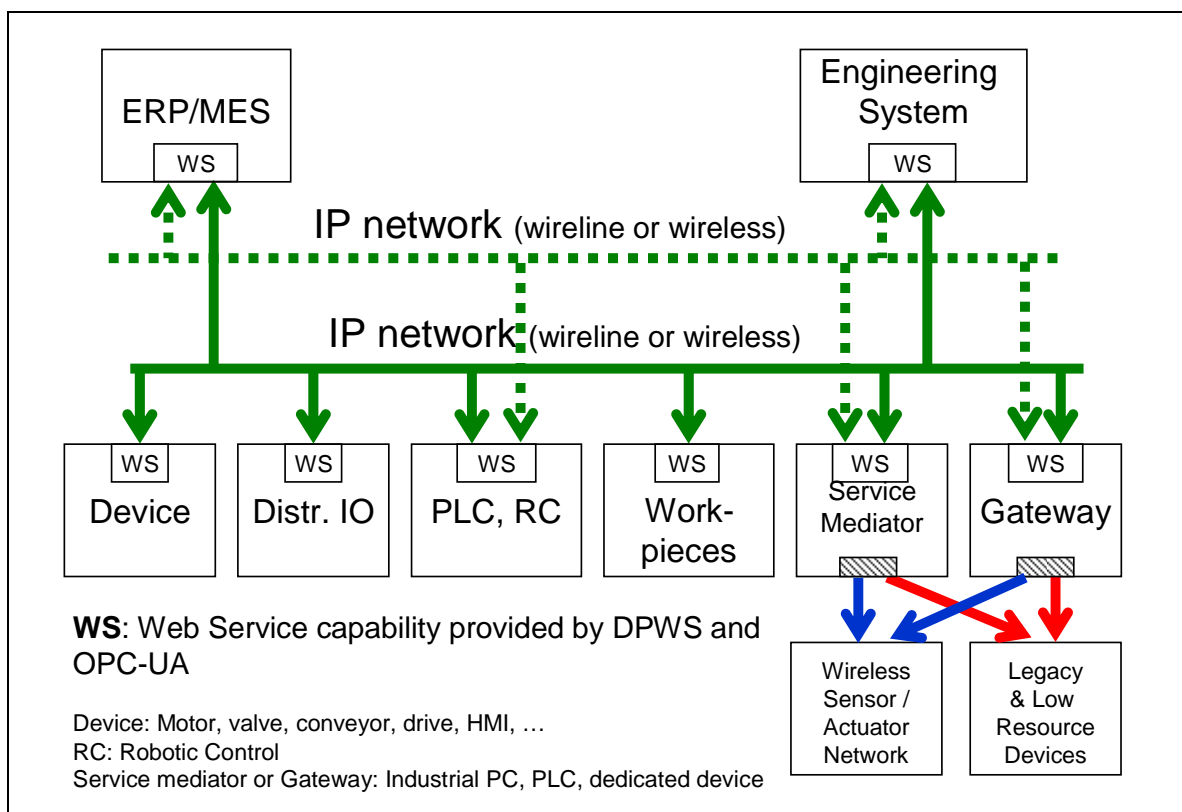 ERP/MES
WS
Engineering
System
WS
IP network (wireline or wireless)
IP network (wireline or wireless)
WS
Device
WS
Distr. IO
WS
PLC, RC
WS
Work-
pieces
WS
Service
Mediator
WS
Gateway
WS: Web Service capability provided by DPWS and
OPC-UA
Device: Motor, valve, conveyor, drive, HMI, …
RC: Robotic Control
Service mediator or Gateway: Industrial PC, PLC, dedicated device
Wireless
Sensor /
Actuator
Network
Legacy
& Low
Resource
Devices